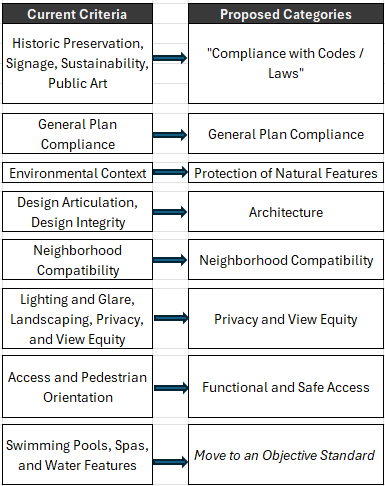 Current Criteria
Proposed Categories
Historic Preservation,
Signage, Sustainability,
Public Art
"Compliance with Codes /
Laws"
General Plan
Compliance
General Plan Compliance
Environmental Context
Protection of Natural Features
Design Articulation,
Design Integrity
Architecture
Neighborhood
Compatibility
Neighborhood Compatibility
Lighting and Glare,
Landscaping, Privacy,
and View Equity
Privacy and View Equity
Access and Pedestrian
Orientation
Functional and Safe Access
Swimming Pools, Spas,
and Water Features
Move to an Objective Standard